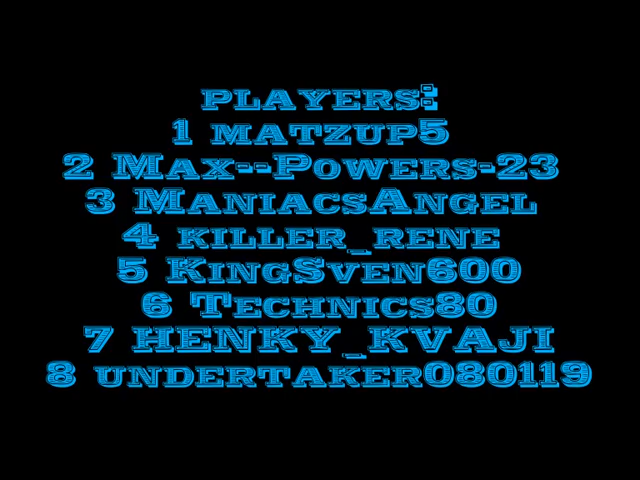 players:
1 matzup5
2 Max--Powers-23
3 ManiacsAngel
4 killer_rene
5 KingSven600
6 Technics80
7 HENKY_KVAJI
8 undertaker080119